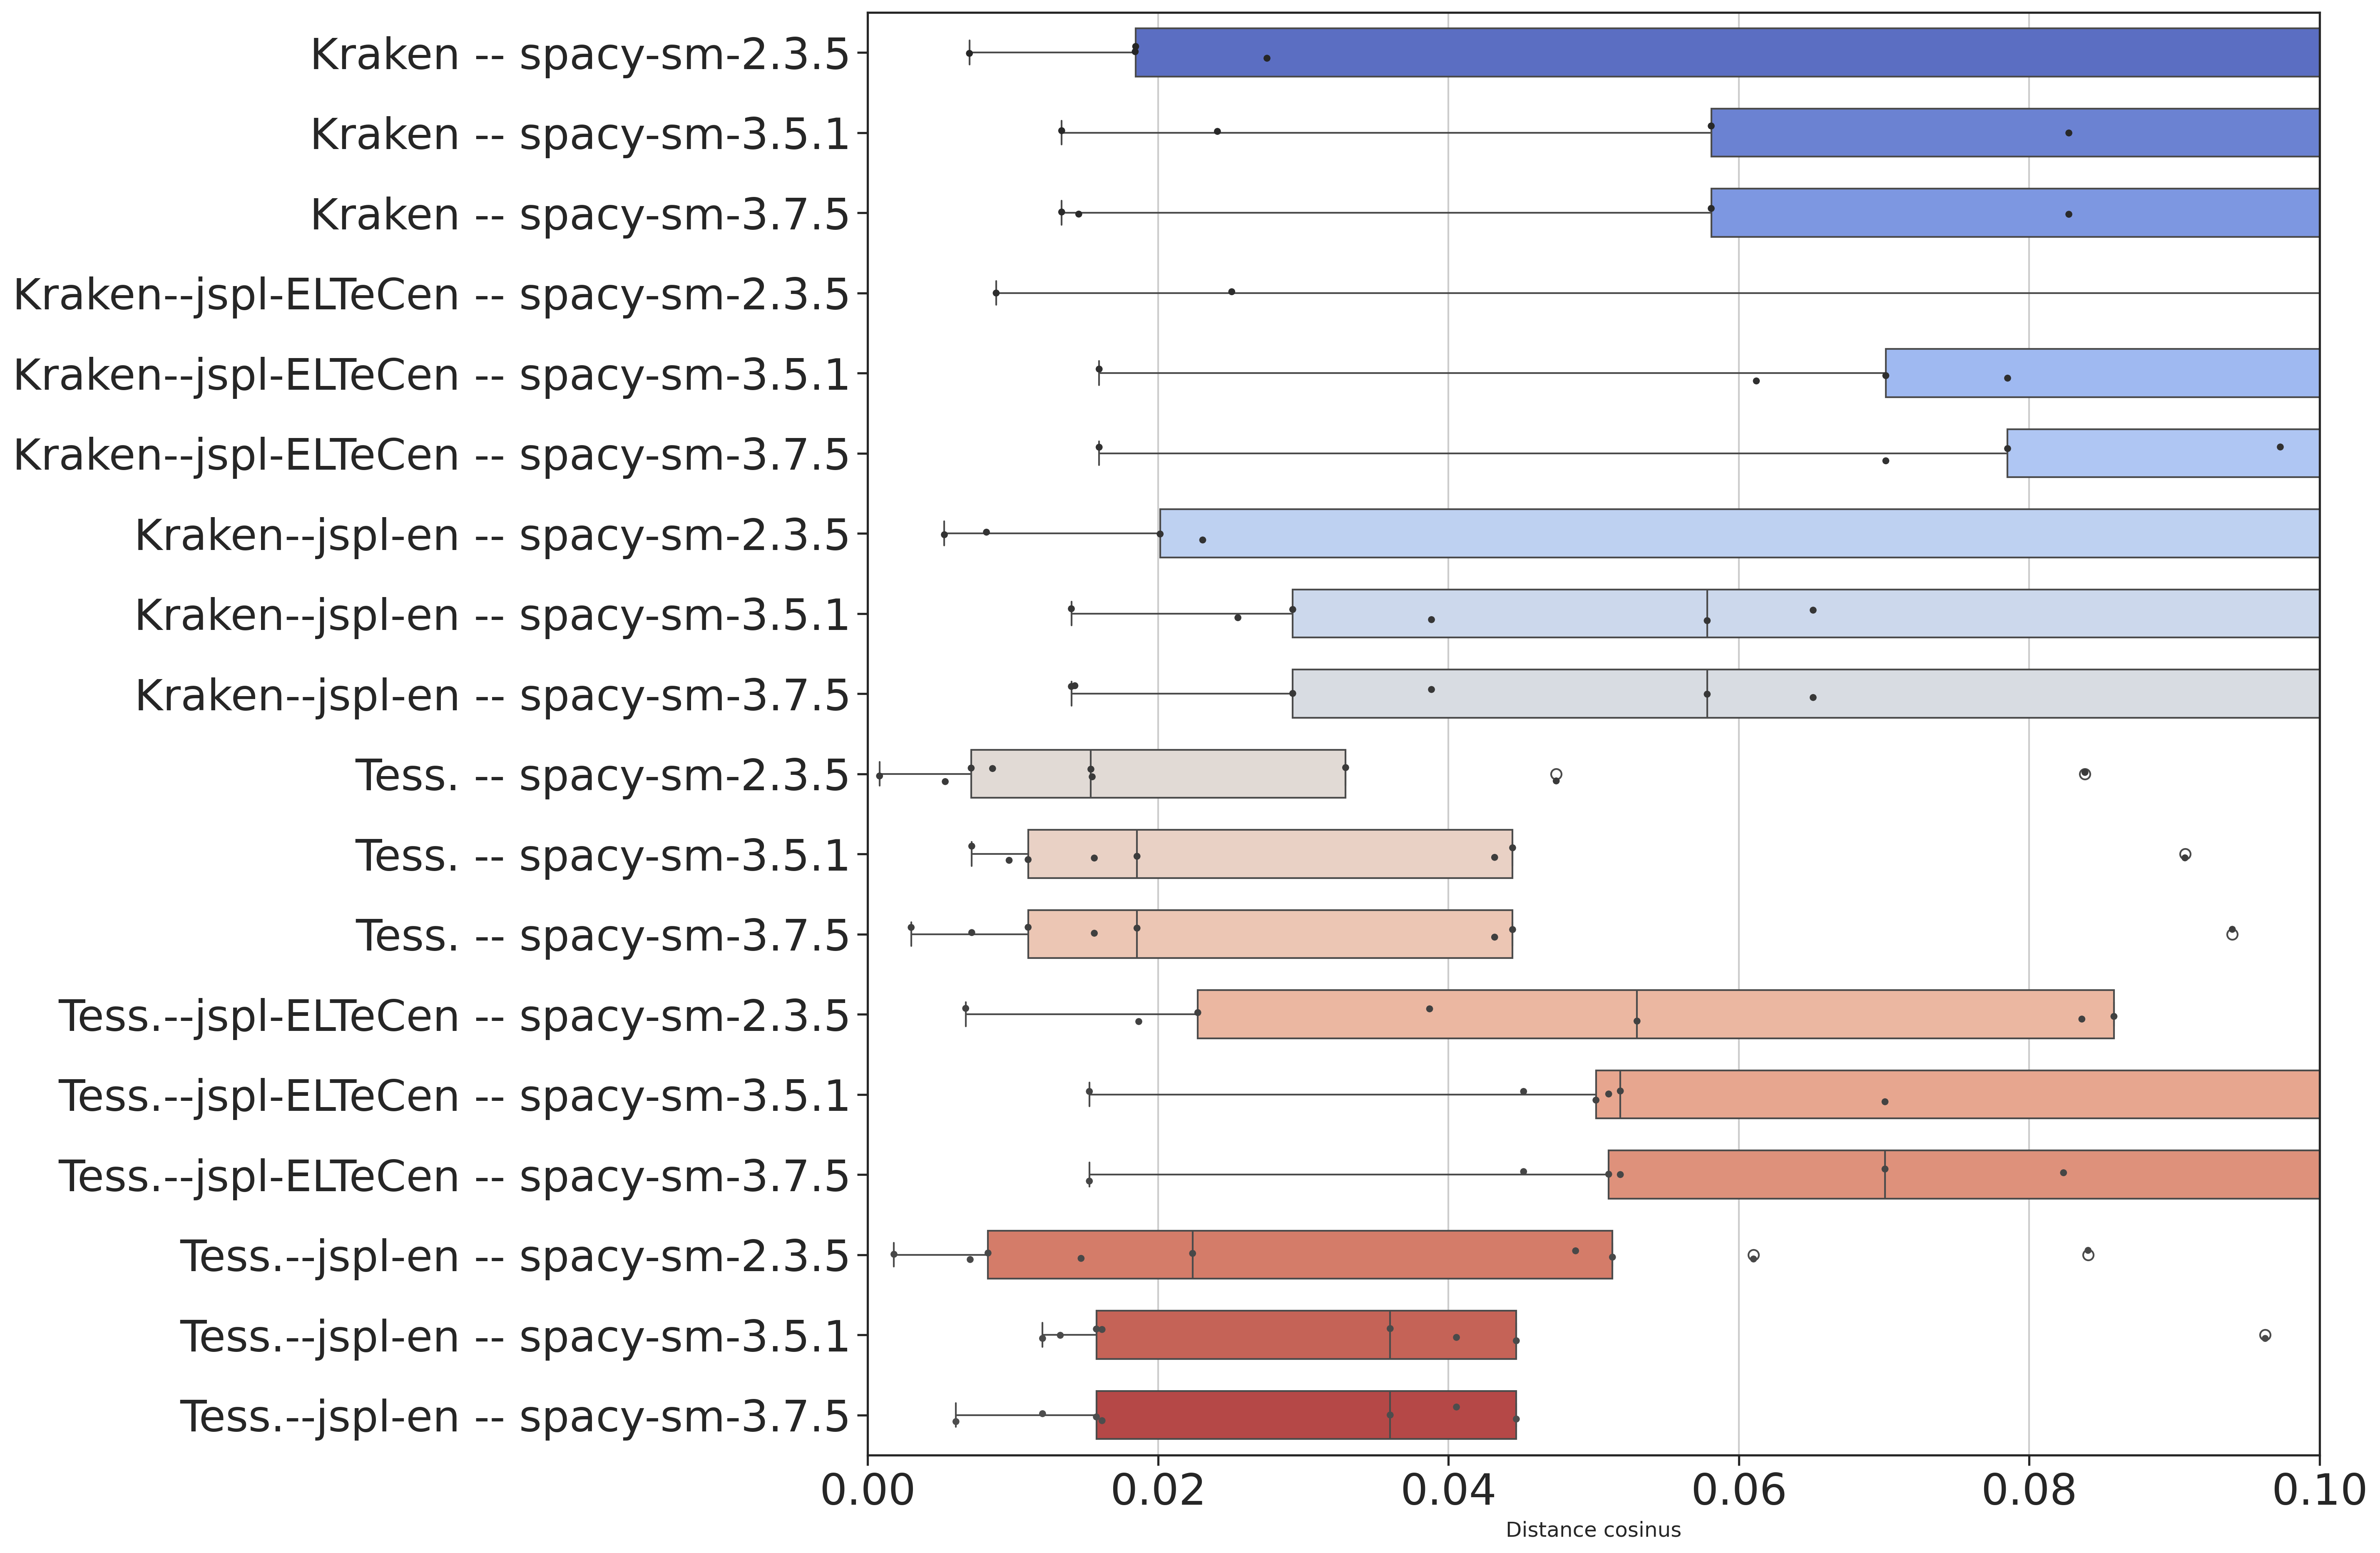 Kraken -- spacy-sm-2.3.5
Kraken -- spacy-sm-3.5.1
Kraken -- spacy-sm-3.7.5
Kraken--jspl-ELTeCen -- spacy-sm-2.3.5
Kraken--jspl-ELTeCen -- spacy-sm-3.5.1
Kraken--jspl-ELTeCen -- spacy-sm-3.7.5
Kraken--jspl-en -- spacy-sm-2.3.5
Kraken--jspl-en -- spacy-sm-3.5.1
Kraken--jspl-en -- spacy-sm-3.7.5
Tess. -- spacy-sm-2.3.5
Tess. -- spacy-sm-3.5.1
Tess. -- spacy-sm-3.7.5
Tess.--jspl-ELTeCen -- spacy-sm-2.3.5
Tess.--jspl-ELTeCen -- spacy-sm-3.5.1
Tess.--jspl-ELTeCen -- spacy-sm-3.7.5
Tess.--jspl-en -- spacy-sm-2.3.5
Tess.--jspl-en -- spacy-sm-3.5.1
Tess.--jspl-en -- spacy-sm-3.7.5
0.00 0.02 0.04 0.06 0.08 0.10
Distance cosinus